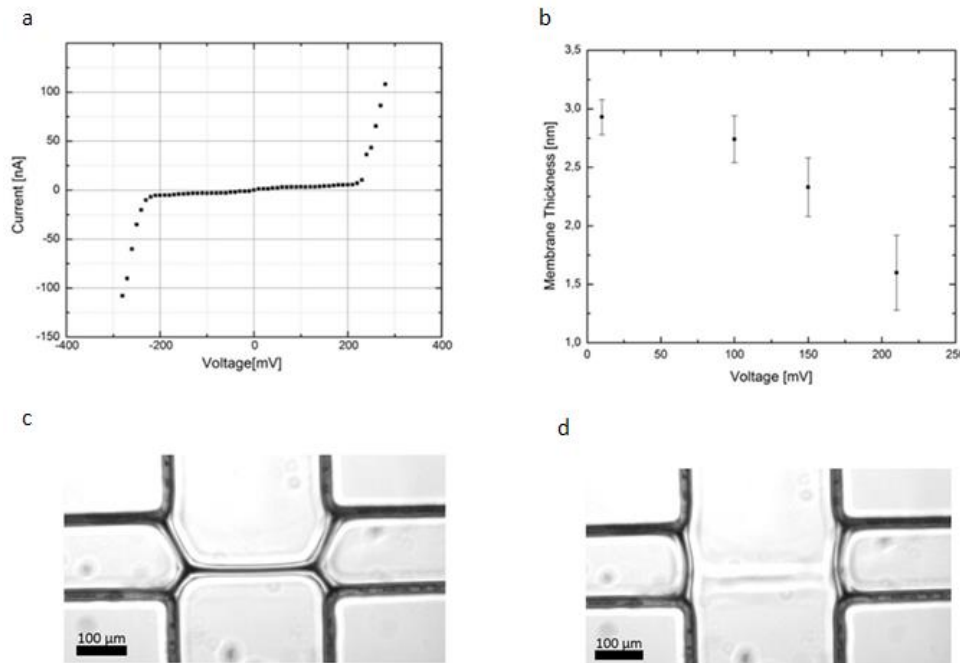 a
100
50
0
-50
-100
-150
Current [nA]
-400
-200
0
200
400
Voltage[mV]
b
3,5
3,0
2,5
2,0
1,5
1,0
Membrane Thickness [nm]
0
50
100
150
200
250
Voltage [mV]
c
100 µm
d
100 µm